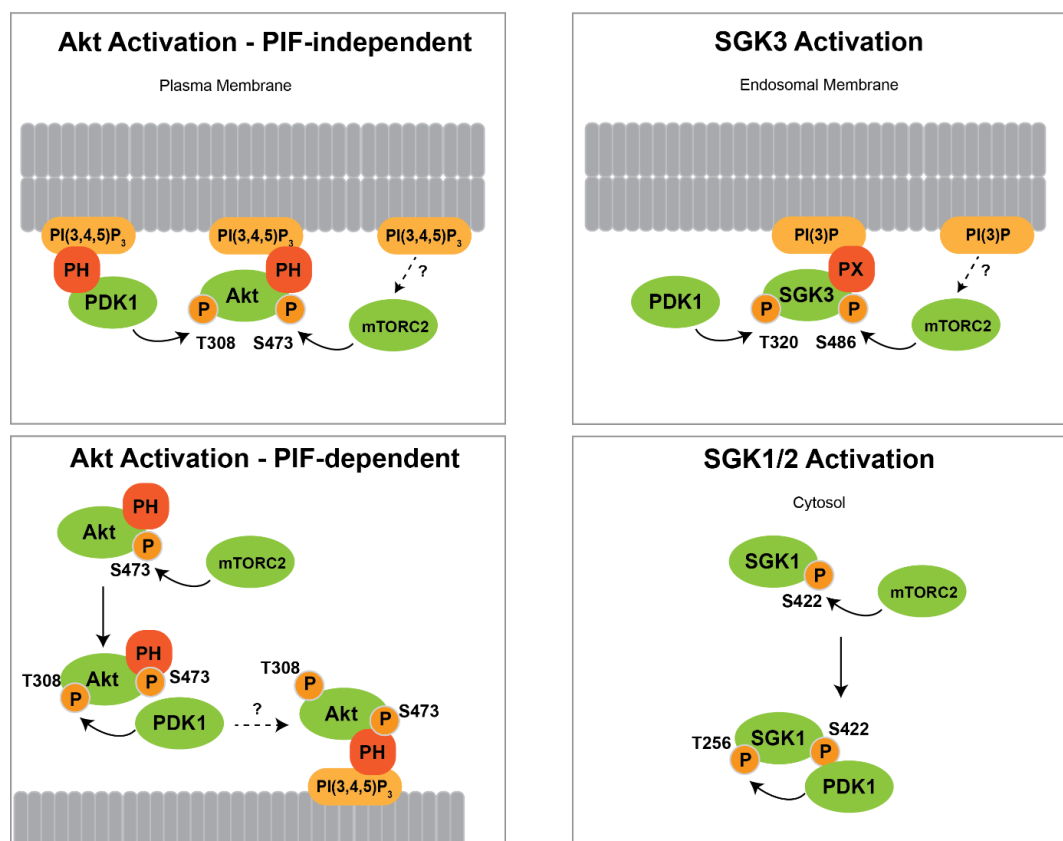 Akt Activation - PIF-independent
Plasma Membrane
PI(3,4,5)P3
PI(3,4,5)P3
PI(3,4,5)P3
PH
PH
?
PDK1
Akt
P
P
mTORC2
T308
S473
SGK3 Activation
Endosomal Membrane
PI(3)P
PI(3)P
PX
?
PDK1
SGK3
P
P
mTORC2
T320
S486
Akt Activation - PIF-dependent
PH
Akt
P
S473
mTORC2
PH
T308
Akt
P
S473
P
PDK1
?
T308
P
Akt
P
S473
PH
PI(3,4,5)P3
SGK1/2 Activation
Cytosol
SGK1
P
S422
mTORC2
T256
SGK1
S422
P
P
PDK1